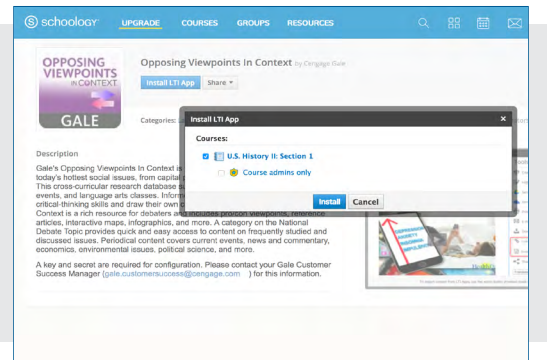 schoology UPGRADE COURSES GROUPS RESOURCES
OPPOSING
VIEWPOINTS
IN CONTEXT
GALE
Opposing Viewpoints In Context by Cengage Gale
Install LTI App Share
Categories:
Install LTI App ×
Courses:
U.S. History II: Section 1
Course admins only
Install Cancel
Description
Gale's Opposing Viewpoints In Context is
today's hottest social issues, from capital
This cross-curricular research database
events, and language arts classes. Inform
critical-thinking skills and draw their own
Context is a rich resource for debaters and includes pro/con viewpoints, reference
articles, interactive maps, infographics, and more. A category on the National
Debate Topic provides quick and easy access to content on frequently studied and
discussed issues. Periodical content covers current events, news and commentary,
economics, environmental issues, political science, and more.
A key and secret are required for configuration. Please contact your Gale Customer
Success Manager (gale.customersuccess@cengage.com ) for this information.